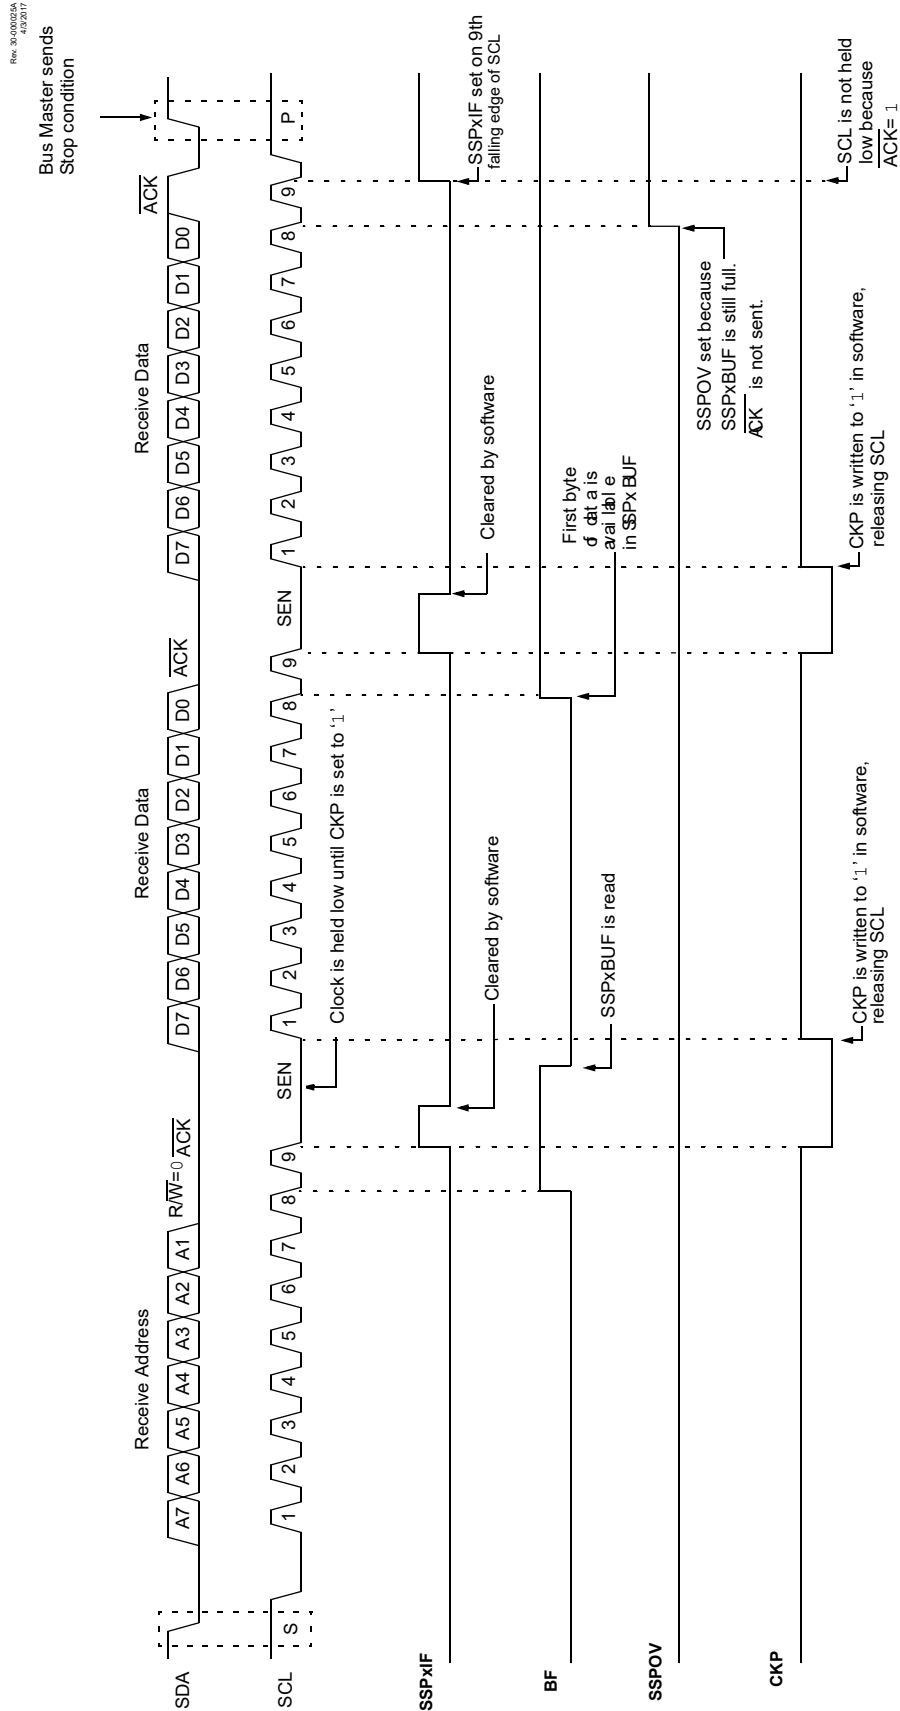 Rev. 30-000025A
4/3/2017
Bus Master sends
Stop condition
Receive Address
Receive Data
Receive Data
SDA
A7 A6 A5 A4 A3 A2 A1
R/W=0 ACK
D7 D6 D5 D4 D3 D2 D1 D0
ACK
D7 D6 D5 D4 D3 D2 D1 D0
ACK
SCL
S
1 2 3 4 5 6 7 8 9
SEN
1 2 3 4 5 6 7 8 9
SEN
1 2 3 4 5 6 7 8 9
P
Clock is held low until CKP is set to ‘1’
SSPxIF
Cleared by software
Cleared by software
SSPxIF set on 9th
falling edge of SCL
BF
SSPxBUF is read
First byte
of data is
available
in SSPxBUF
SSPOV
SSPOV set because
SSPxBUF is still full.
ACK is not sent.
CKP
CKP is written to ‘1’ in software,
releasing SCL
CKP is written to ‘1’ in software,
releasing SCL
SCL is not held
low because
ACK= 1